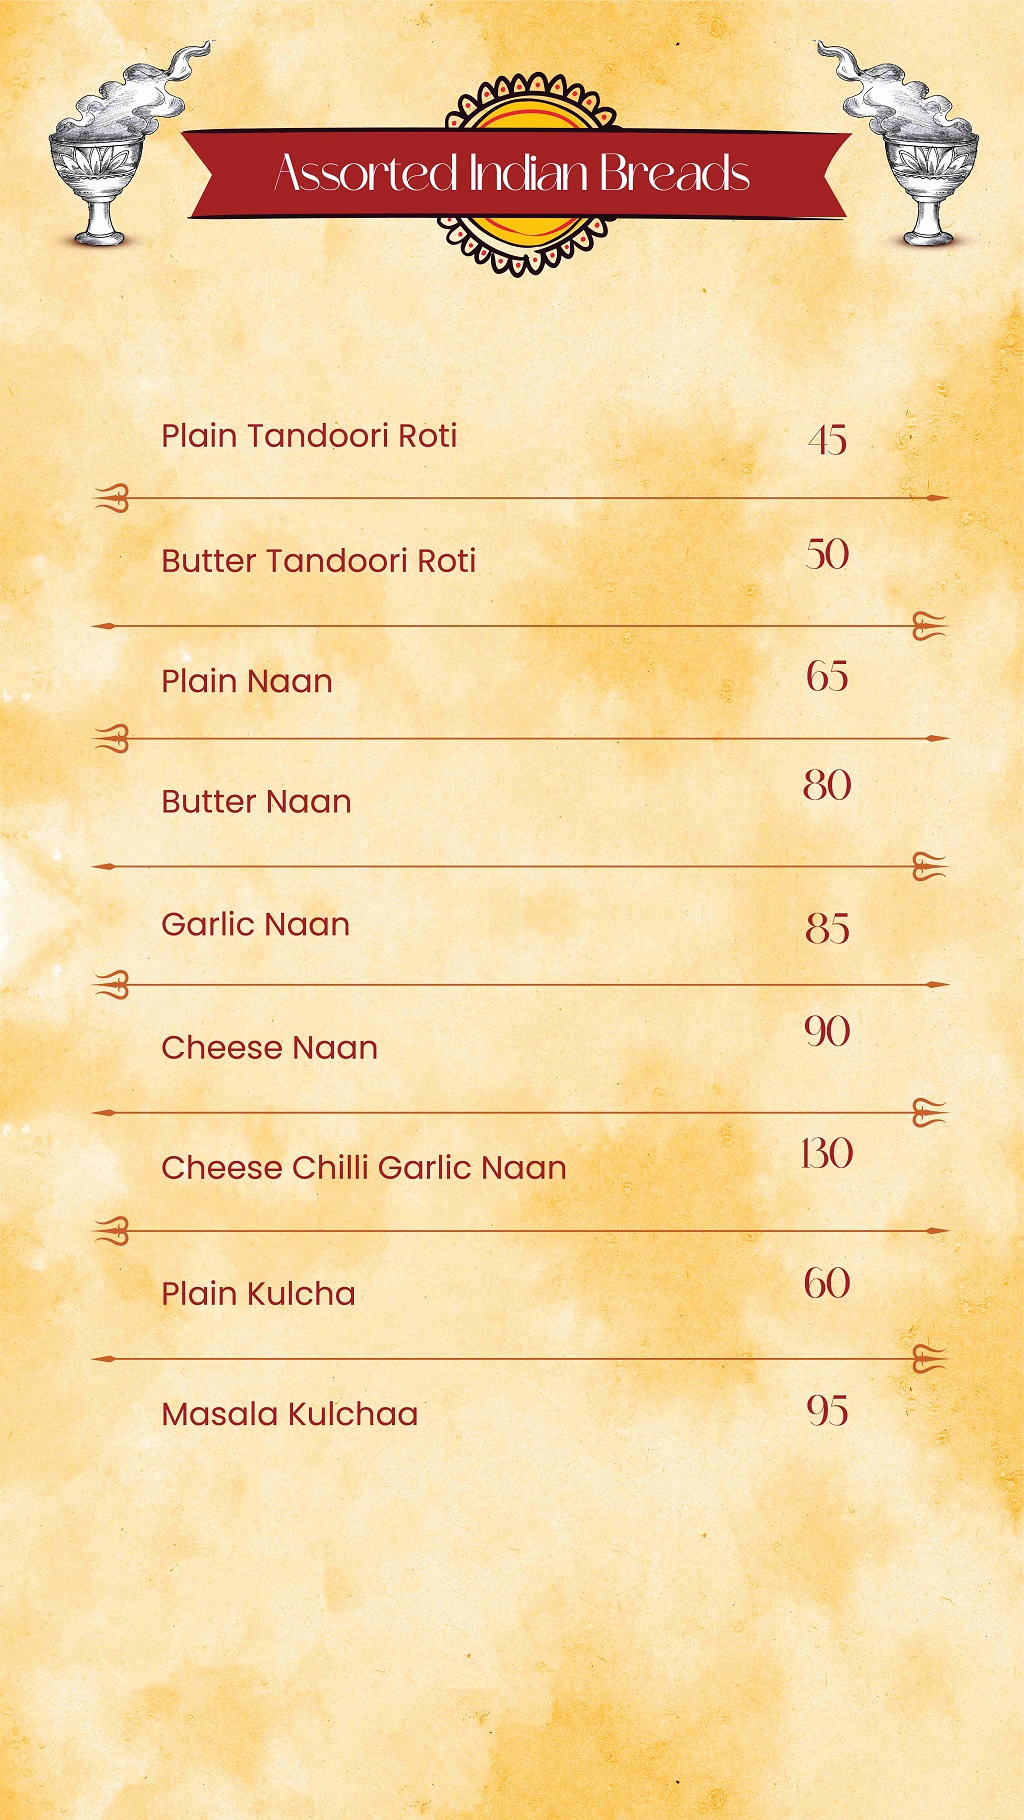 Assorted Indian Breads
Plain Tandoori Roti 45
Butter Tandoori Roti 50
Plain Naan 65
Butter Naan 80
Garlic Naan 85
Cheese Naan 90
Cheese Chilli Garlic Naan 130
Plain Kulcha 60
Masala Kulchaa 95